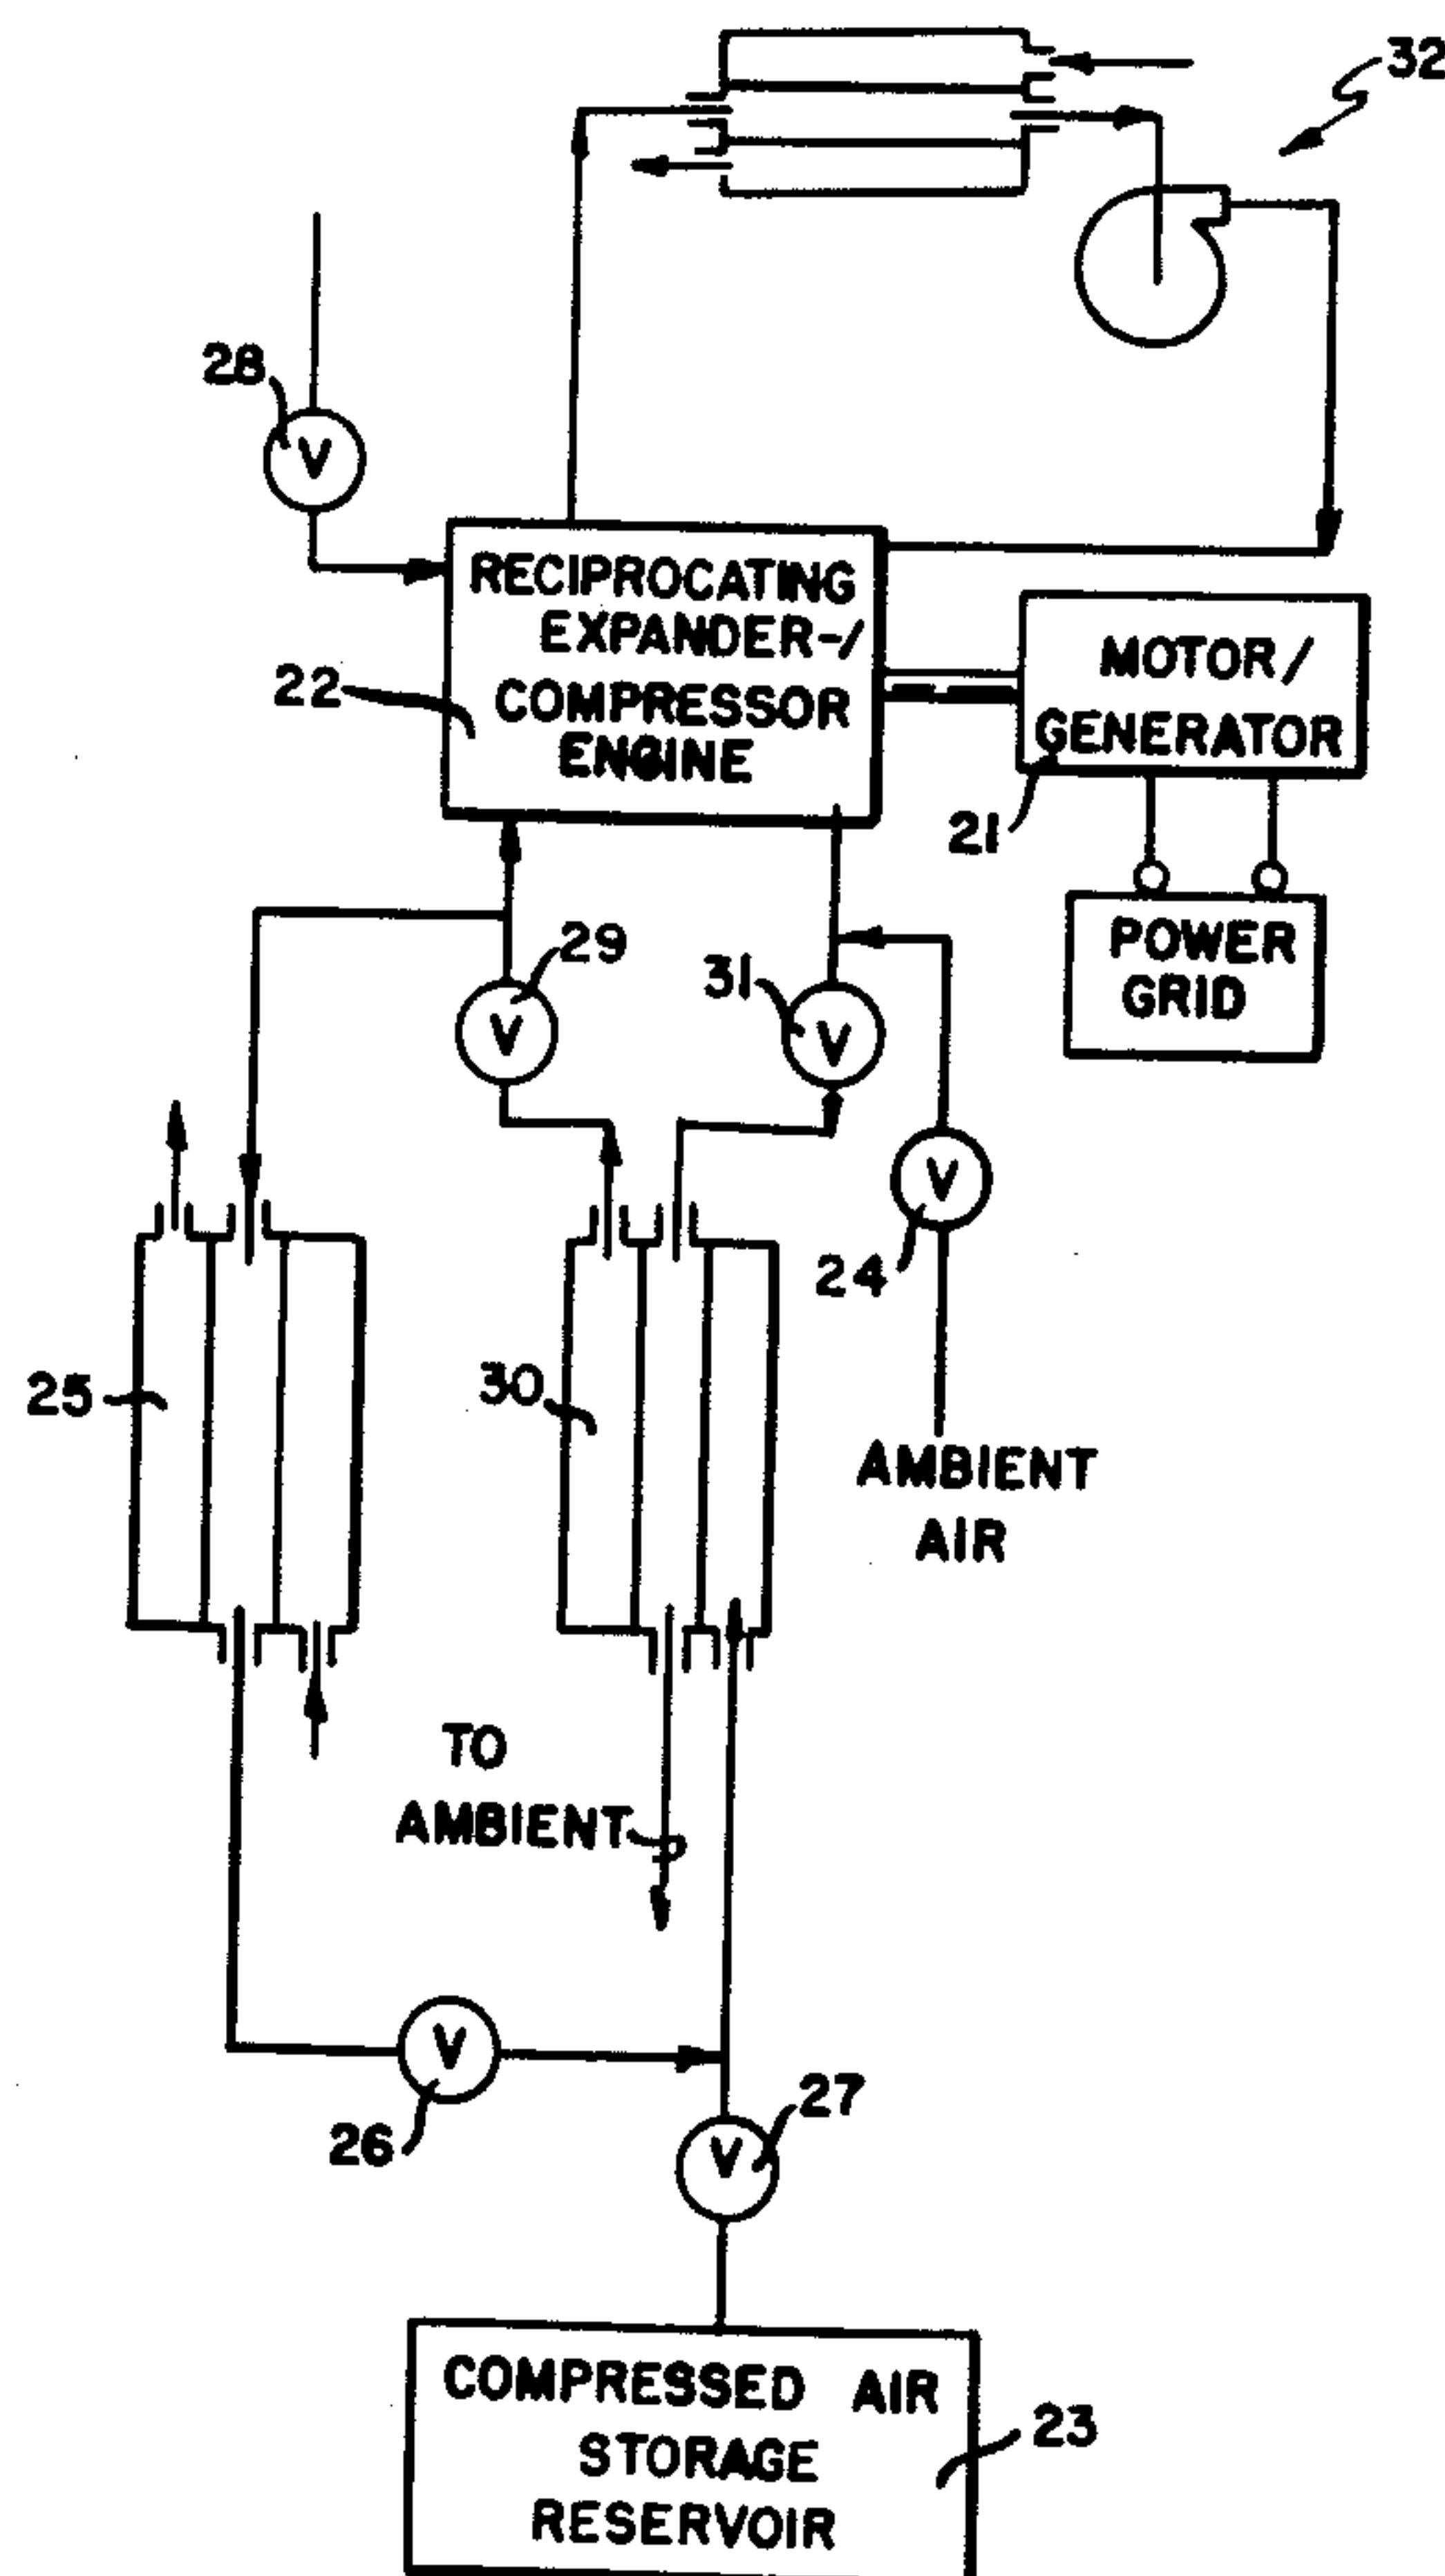 32
28
V
RECIPROCATING
EXPANDER-/
COMPRESSOR
ENGINE
22
MOTOR/
GENERATOR
21
POWER
GRID
29
V
31
V
V
24
25
30
AMBIENT
AIR
TO
AMBIENT
V
26
27
V
COMPRESSED AIR
STORAGE
RESERVOIR
23